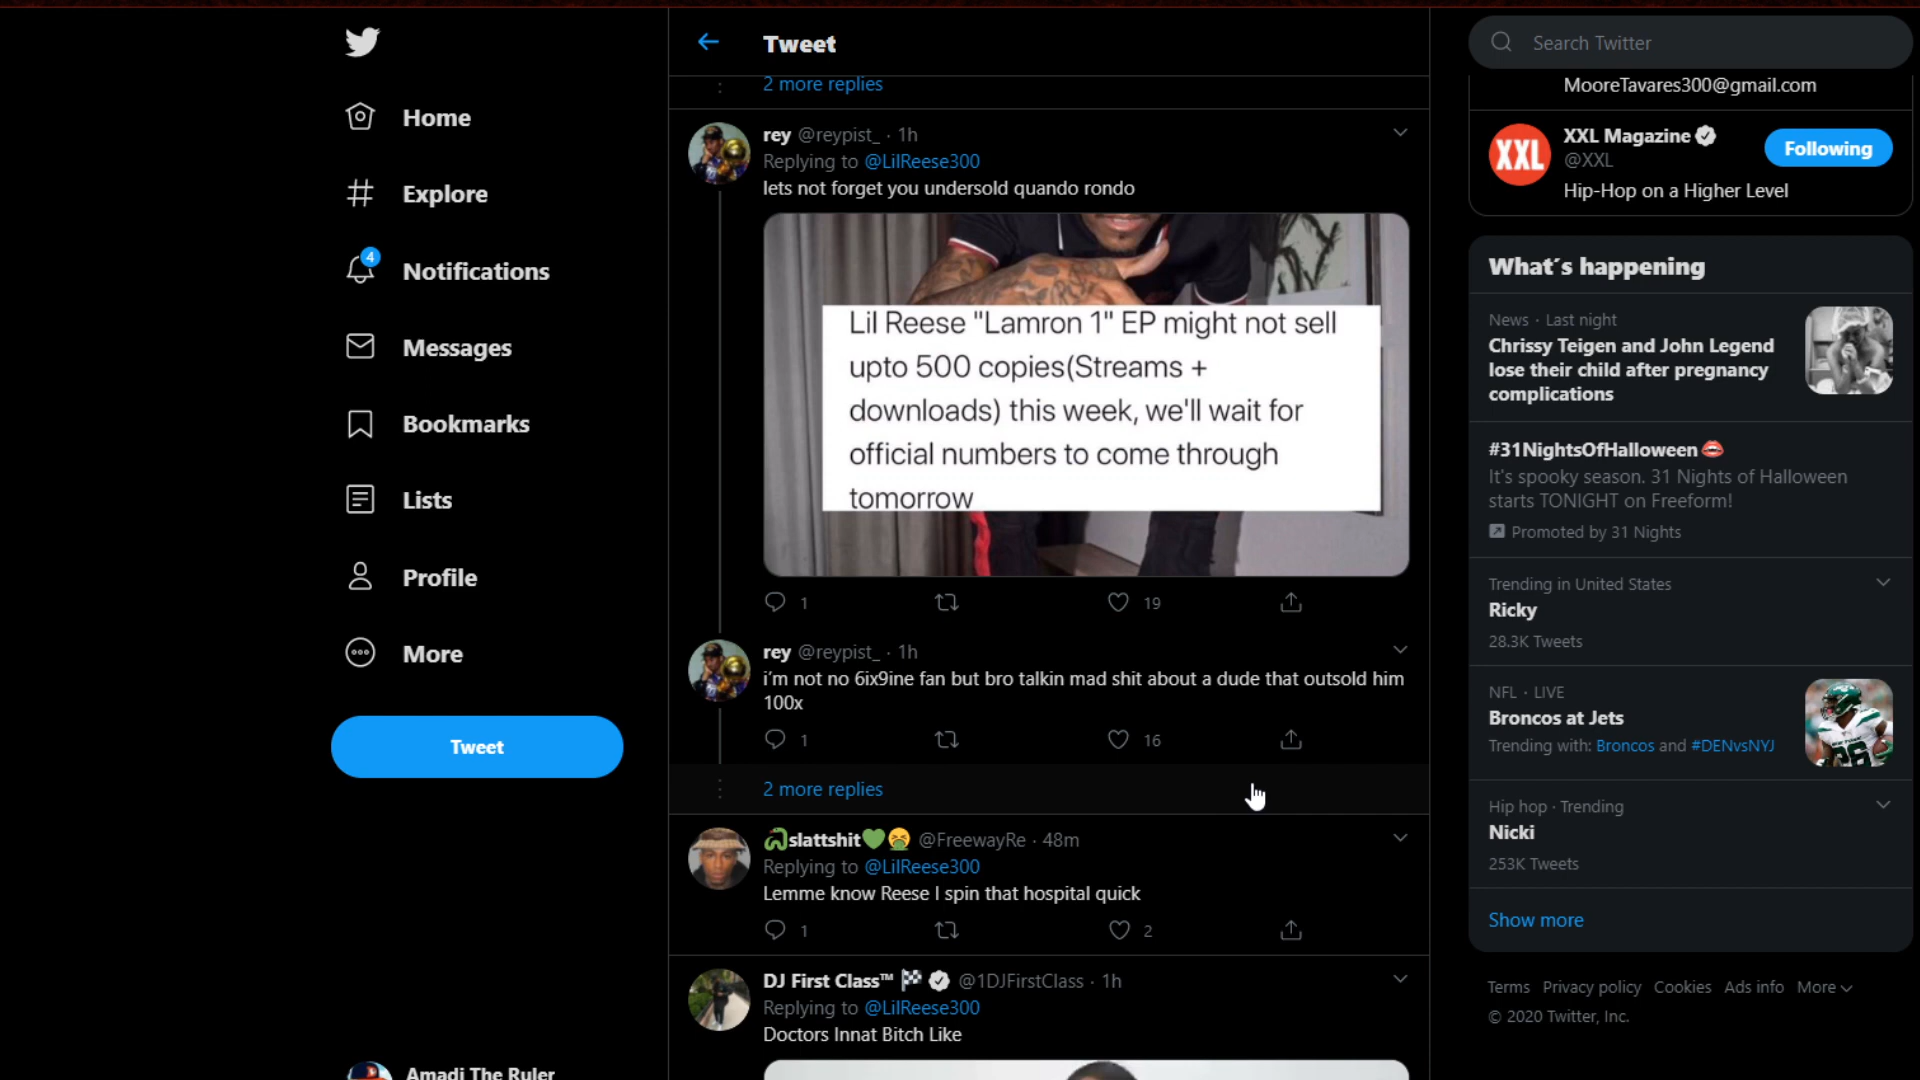 Home
Explore
4
Notifications
Messages
Bookmarks
Lists
Profile
More
Tweet
Amadi The Ruler
Tweet
2 more replies
rey @reypist_ · 1h
Replying to @LilReese300
lets not forget you undersold quando rondo
Lil Reese "Lamron 1" EP might not sell
upto 500 copies(Streams +
downloads) this week, we'll wait for
official numbers to come through
tomorrow
1 19
rey @reypist_ · 1h
i'm not no 6ix9ine fan but bro talkin mad shit about a dude that outsold him
100x
1 16
2 more replies
🐍slattshit💚🤮 @FreewayRe · 48m
Replying to @LilReese300
Lemme know Reese I spin that hospital quick
1 2
DJ First Class™ 🏁 @1DJFirstClass · 1h
Replying to @LilReese300
Doctors Innat Bitch Like
Search Twitter
MooreTavares300@gmail.com
XXL
XXL Magazine
@XXL
Following
Hip-Hop on a Higher Level
What´s happening
News · Last night
Chrissy Teigen and John Legend
lose their child after pregnancy
complications
#31NightsOfHalloween👄
It's spooky season. 31 Nights of Halloween
starts TONIGHT on Freeform!
Promoted by 31 Nights
Trending in United States
Ricky
28.3K Tweets
NFL · LIVE
Broncos at Jets
Trending with: Broncos and #DENvsNYJ
Hip hop · Trending
Nicki
253K Tweets
Show more
Terms Privacy policy Cookies Ads info More
© 2020 Twitter, Inc.